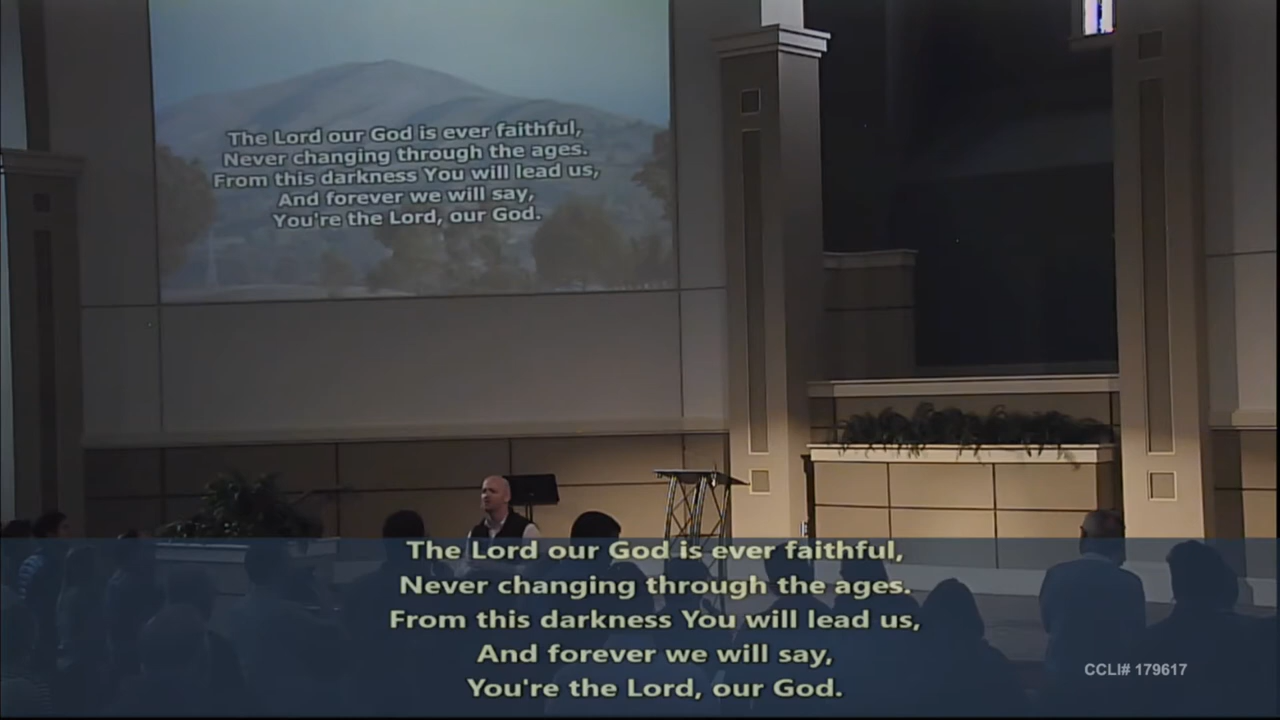 The Lord our God is ever faithful,
Never changing through the ages.
From this darkness You will lead us,
And forever we will say,
You're the Lord, our God.
The Lord our God is ever faithful,
Never changing through the ages.
From this darkness You will lead us,
And forever we will say,
You're the Lord, our God.
CCLI# 179617